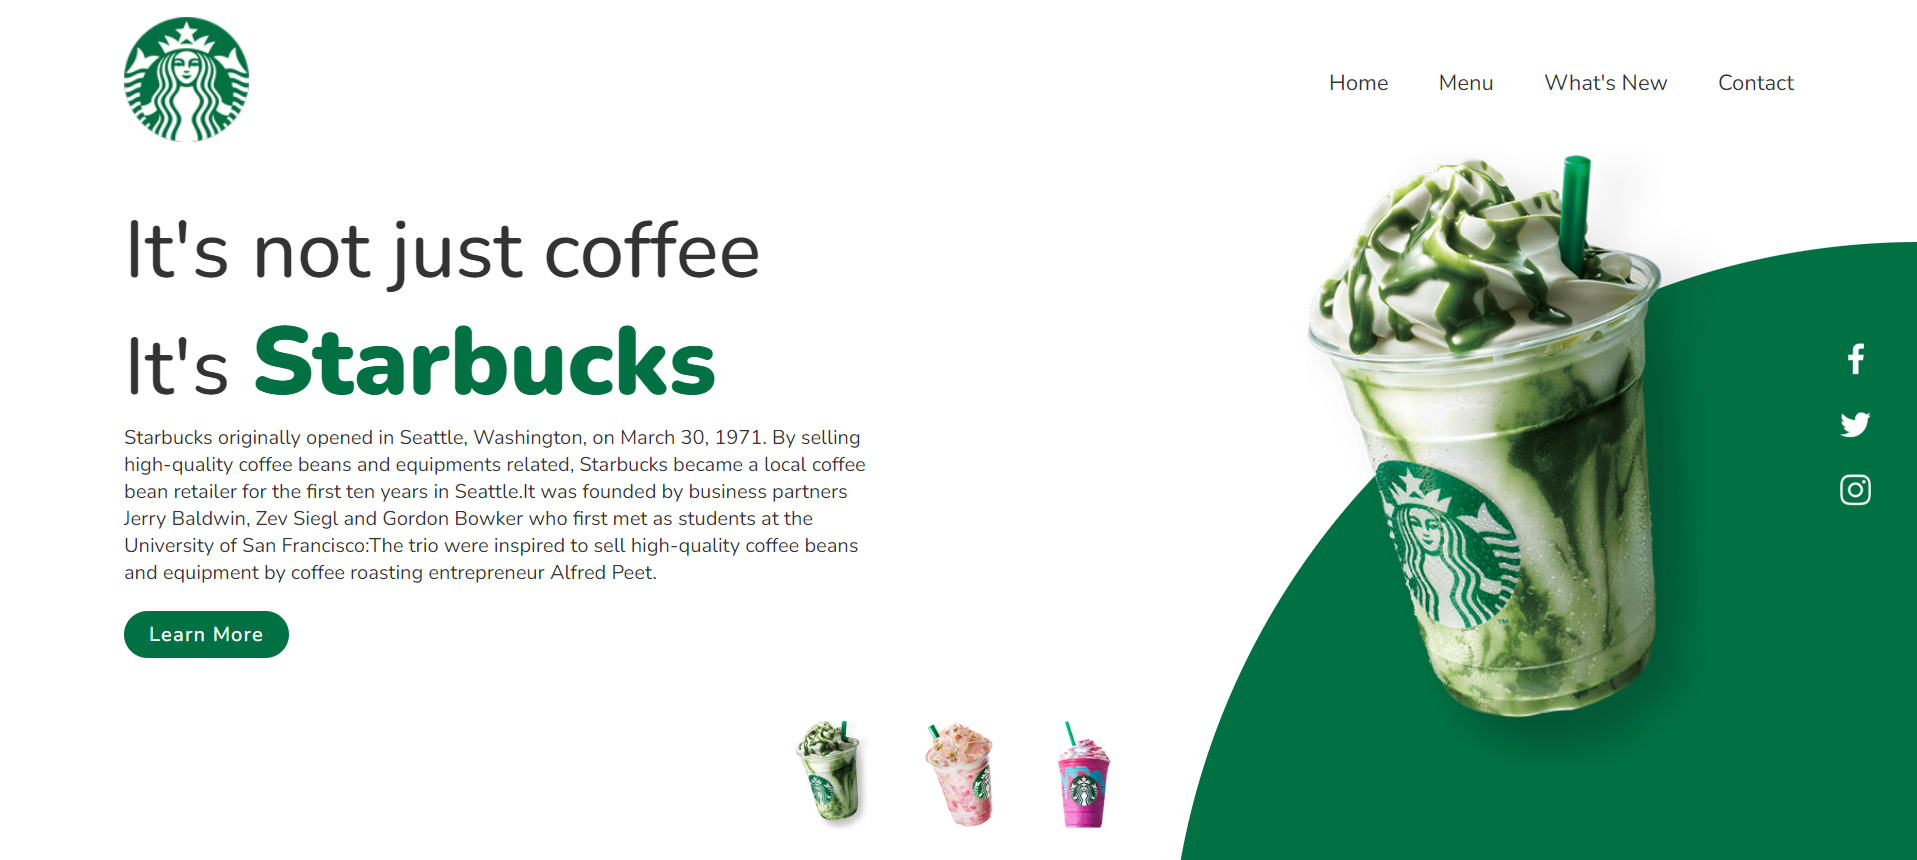 Home Menu What's New Contact
It's not just coffee
It's Starbucks
Starbucks originally opened in Seattle, Washington, on March 30, 1971. By selling
high-quality coffee beans and equipments related, Starbucks became a local coffee
bean retailer for the first ten years in Seattle.It was founded by business partners
Jerry Baldwin, Zev Siegl and Gordon Bowker who first met as students at the
University of San Francisco:The trio were inspired to sell high-quality coffee beans
and equipment by coffee roasting entrepreneur Alfred Peet.
Learn More
TM